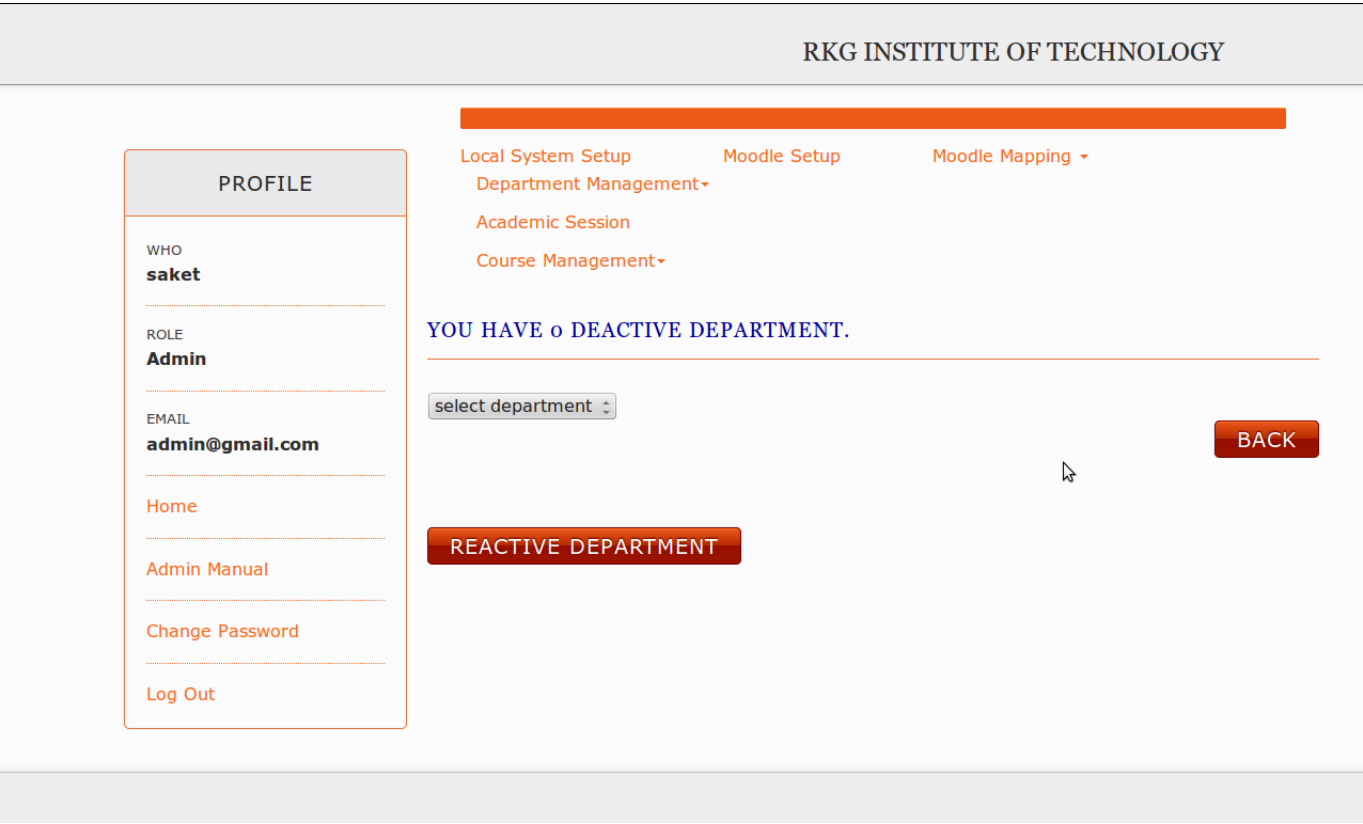 RKG INSTITUTE OF TECHNOLOGY
PROFILE
WHO
saket
ROLE
Admin
EMAIL
admin@gmail.com
Home
Admin Manual
Change Password
Log Out
Local System Setup Moodle Setup Moodle Mapping
Department Management
Academic Session
Course Management
YOU HAVE 0 DEACTIVE DEPARTMENT.
select department
BACK
REACTIVE DEPARTMENT